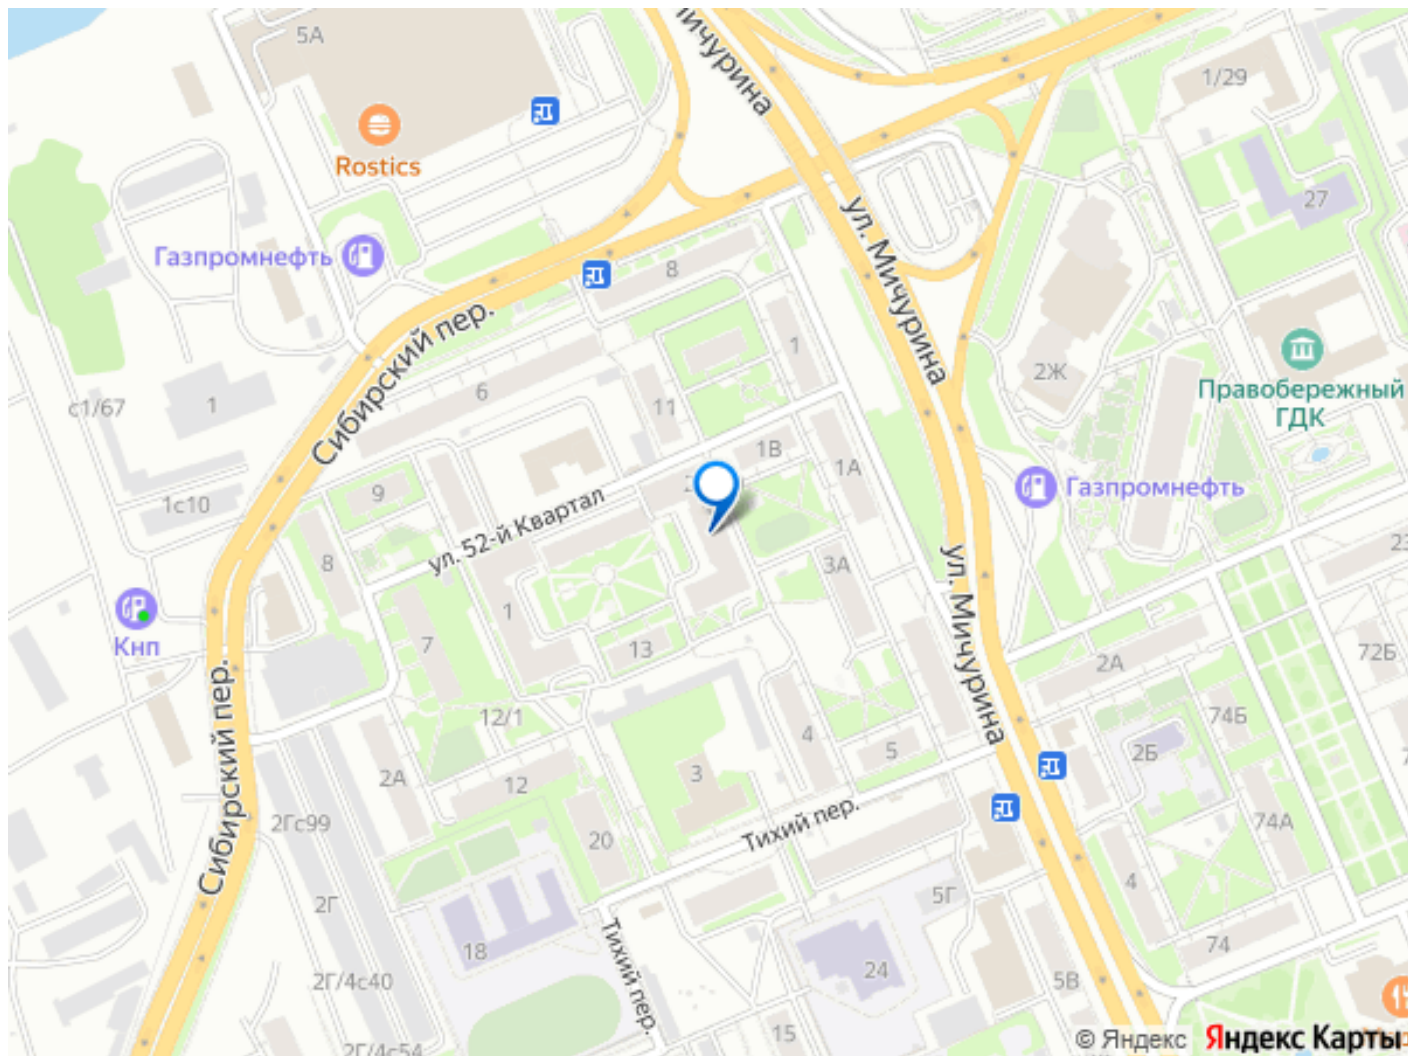 5А
ул. Мичурина
1/29
Rostics
27
ул. Мичурина
Газпромнефть
8
Сибирский пер.
1
2Ж
Правобережный
ГДК
с1/67
1
6
11
1В
1А
9
Газпромнефть
1с10
ул. 52-й Квартал
ул. Мичурина
8
3А
23
Кнп
1
7
13
2А
72Б
Сибирский пер.
12/1
74Б
4
5
2Б
2А
12
3
2Гс99
20
Тихий пер.
74А
4
2Г
5Г
18
Тихий пер.
74
24
2Г/4с40
5В
15
2Г/4с54
© Яндекс
Яндекс Карты